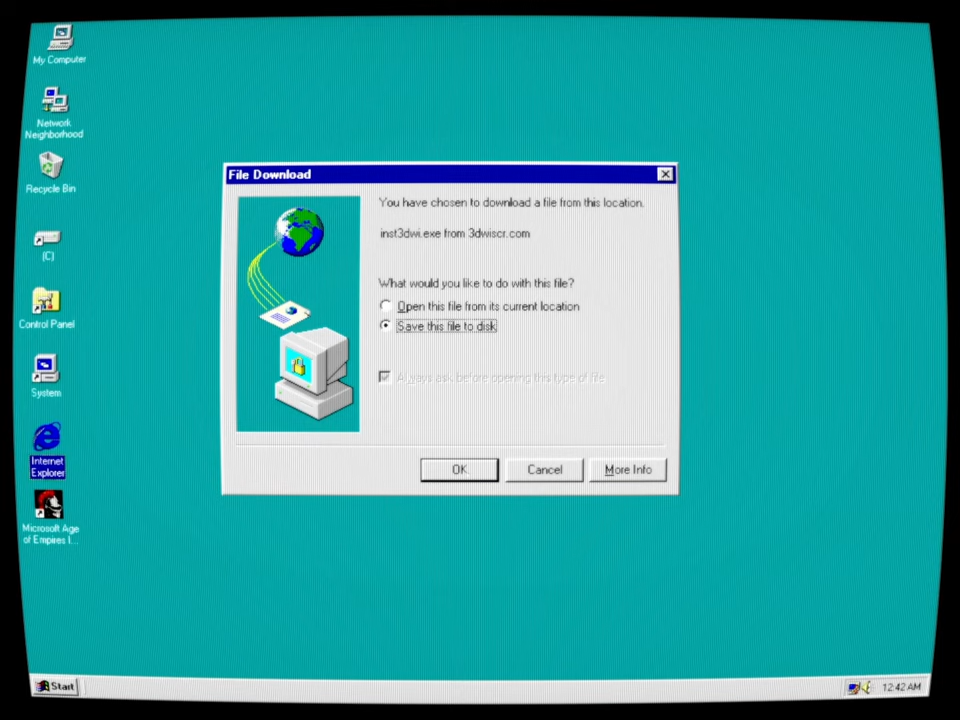 My Computer
Network
Neighborhood
Recycle Bin
(C)
Control Panel
System
Internet
Explorer
Microsoft Age
of Empires I...
File Download
You have chosen to download a file from this location.
inst3dwi.exe from 3dwiscr.com
What would you like to do with this file?
Open this file from its current location
Save this file to disk
Always ask before opening this type of file
OK
Cancel
More Info
Start
12:42 AM